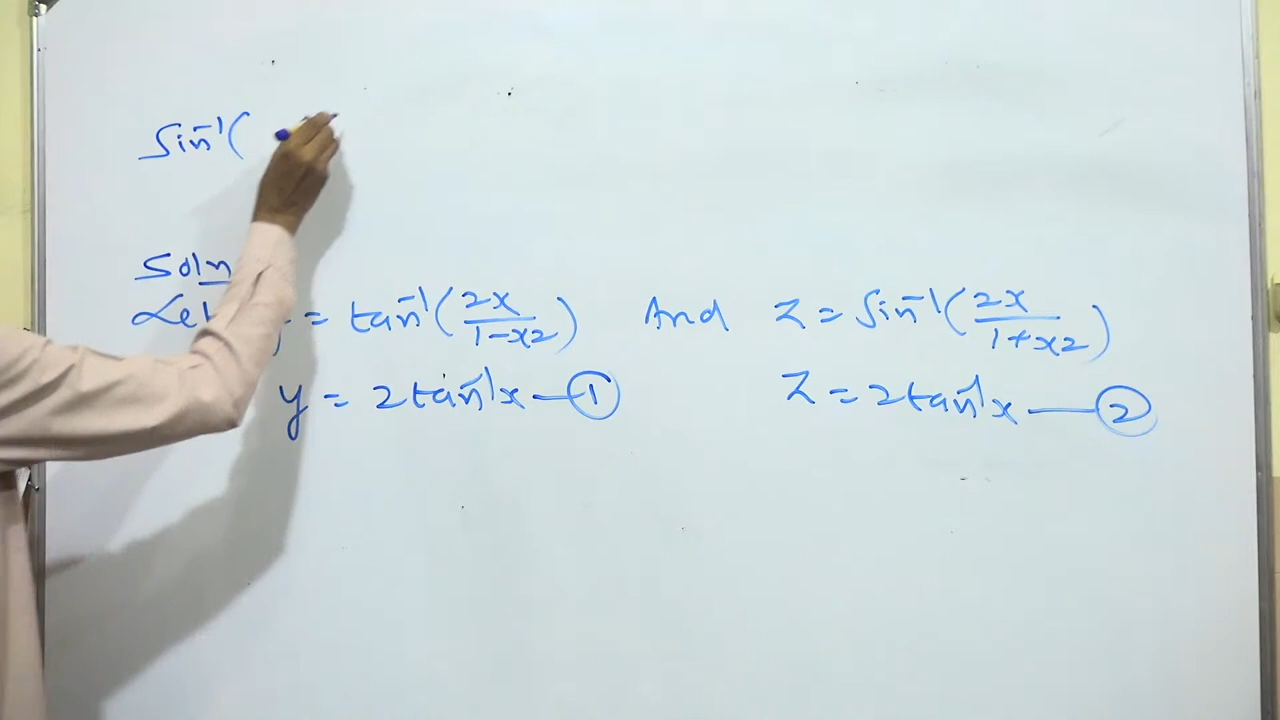 Sin⁻¹(
Soln
Let = tan⁻¹(2x/1-x2) And Z = Sin⁻¹(2x/1+x2)
y = 2tan⁻¹x — ① Z = 2tan⁻¹x — ②